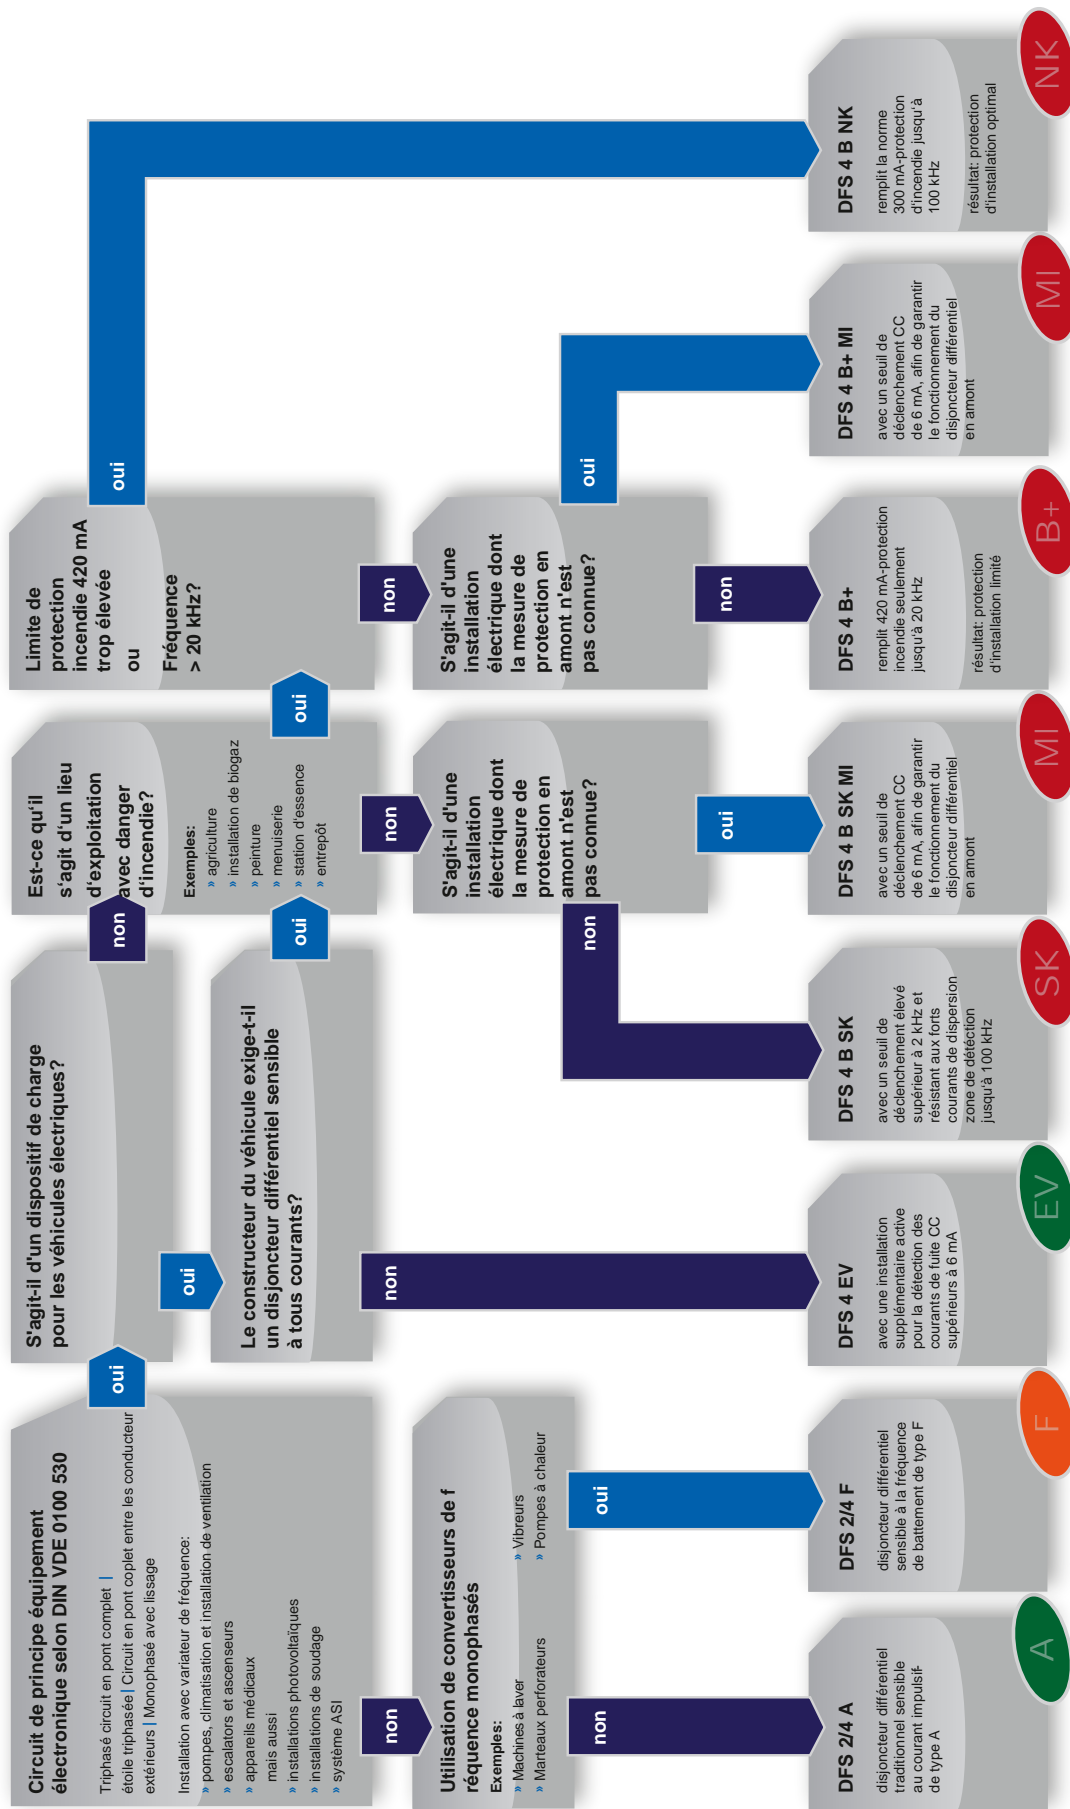 Circuit de principe équipement
électronique selon DIN VDE 0100 530
Triphasé circuit en pont complet |
étoile triphasée | Circuit en pont coplet entre les conducteur
extérieurs | Monophasé avec lissage
Installation avec variateur de fréquence:
» pompes, climatisation et installation de ventilation
» escalators et ascenseurs
» appareils médicaux
mais aussi
» installations photovoltaïques
» installations de soudage
» système ASI
oui
non
S'agit-il d'un dispositif de charge
pour les véhicules électriques?
non
oui
Le constructeur du véhicule exige-t-il
un disjoncteur différentiel sensible
à tous courants?
oui
non
Est-ce qu'il
s'agit d'un lieu
d'exploitation
avec danger
d'incendie?
Exemples:
» agriculture
» installation de biogaz
» peinture
» menuiserie
» station d'essence
» entrepôt
oui
non
Limite de
protection
incendie 420 mA
trop élevée
ou
Fréquence
> 20 kHz?
oui
non
Utilisation de convertisseurs de f
réquence monophasés
Exemples:
» Machines à laver
» Marteaux perforateurs
» Vibreurs
» Pompes à chaleur
non
oui
S'agit-il d'une
installation
électrique dont
la mesure de
protection en
amont n'est
pas connue?
non
oui
S'agit-il d'une
installation
électrique dont
la mesure de
protection en
amont n'est
pas connue?
non
oui
DFS 2/4 A
disjoncteur différentiel
traditionnel sensible
au courant impulsif-
de type A
A
DFS 2/4 F
disjoncteur différentiel
sensible à la fréquence
de battement de type F
F
DFS 4 EV
avec une installation
supplémentaire active
pour la détection des
courants de fuite CC
supérieurs à 6 mA
EV
DFS 4 B SK
avec un seuil de
déclenchement élevé
supérieur à 2 kHz et
résistant aux forts
courants de dispersion
zone de détéction
jusqu'à 100 kHz
SK
DFS 4 B SK MI
avec un seuil de
déclenchement CC
de 6 mA, afin de garantir
le fonctionnement du
disjoncteur différentiel
en amont
MI
DFS 4 B+
remplit 420 mA-protection
incendie seulement
jusqu'à 20 kHz
résultat: protection
d'installation limité
B+
DFS 4 B+ MI
avec un seuil de
déclenchement CC
de 6 mA, afin de garantir
le fonctionnement du
disjoncteur différentiel
en amont
MI
DFS 4 B NK
remplit la norme
300 mA-protection
d'incendie jusqu'à
100 kHz
résultat: protection
d'installation optimal
NK